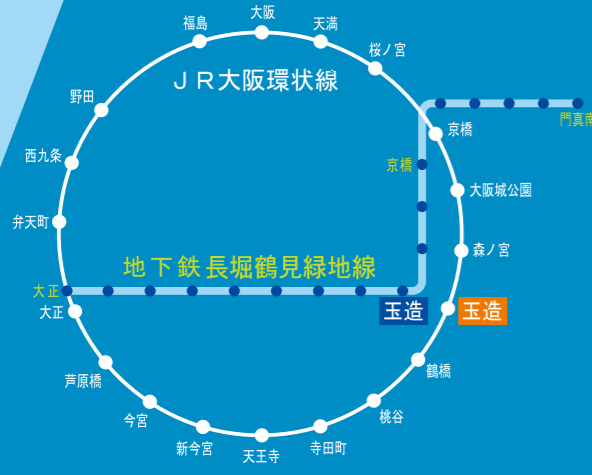 大阪
福島
天満
桜ノ宮
ＪＲ大阪環状線
野田
門真南
京橋
西九条
京橋
大阪城公園
弁天町
森ノ宮
地下鉄長堀鶴見緑地線
大正
大正
玉造
玉造
鶴橋
芦原橋
今宮
桃谷
新今宮
天王寺
寺田町